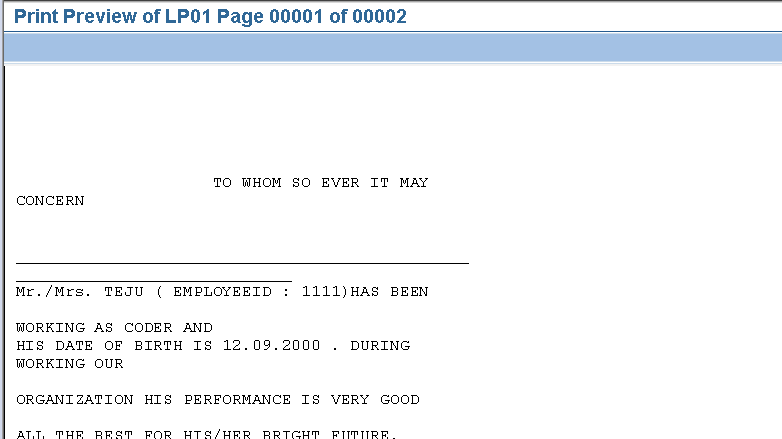 Print Preview of LP01 Page 00001 of 00002
TO WHOM SO EVER IT MAY
CONCERN
Mr./Mrs. TEJU ( EMPLOYEEID : 1111)HAS BEEN
WORKING AS CODER AND
HIS DATE OF BIRTH IS 12.09.2000 . DURING
WORKING OUR
ORGANIZATION HIS PERFORMANCE IS VERY GOOD
ALL THE BEST FOR HIS/HER BRIGHT FUTURE.